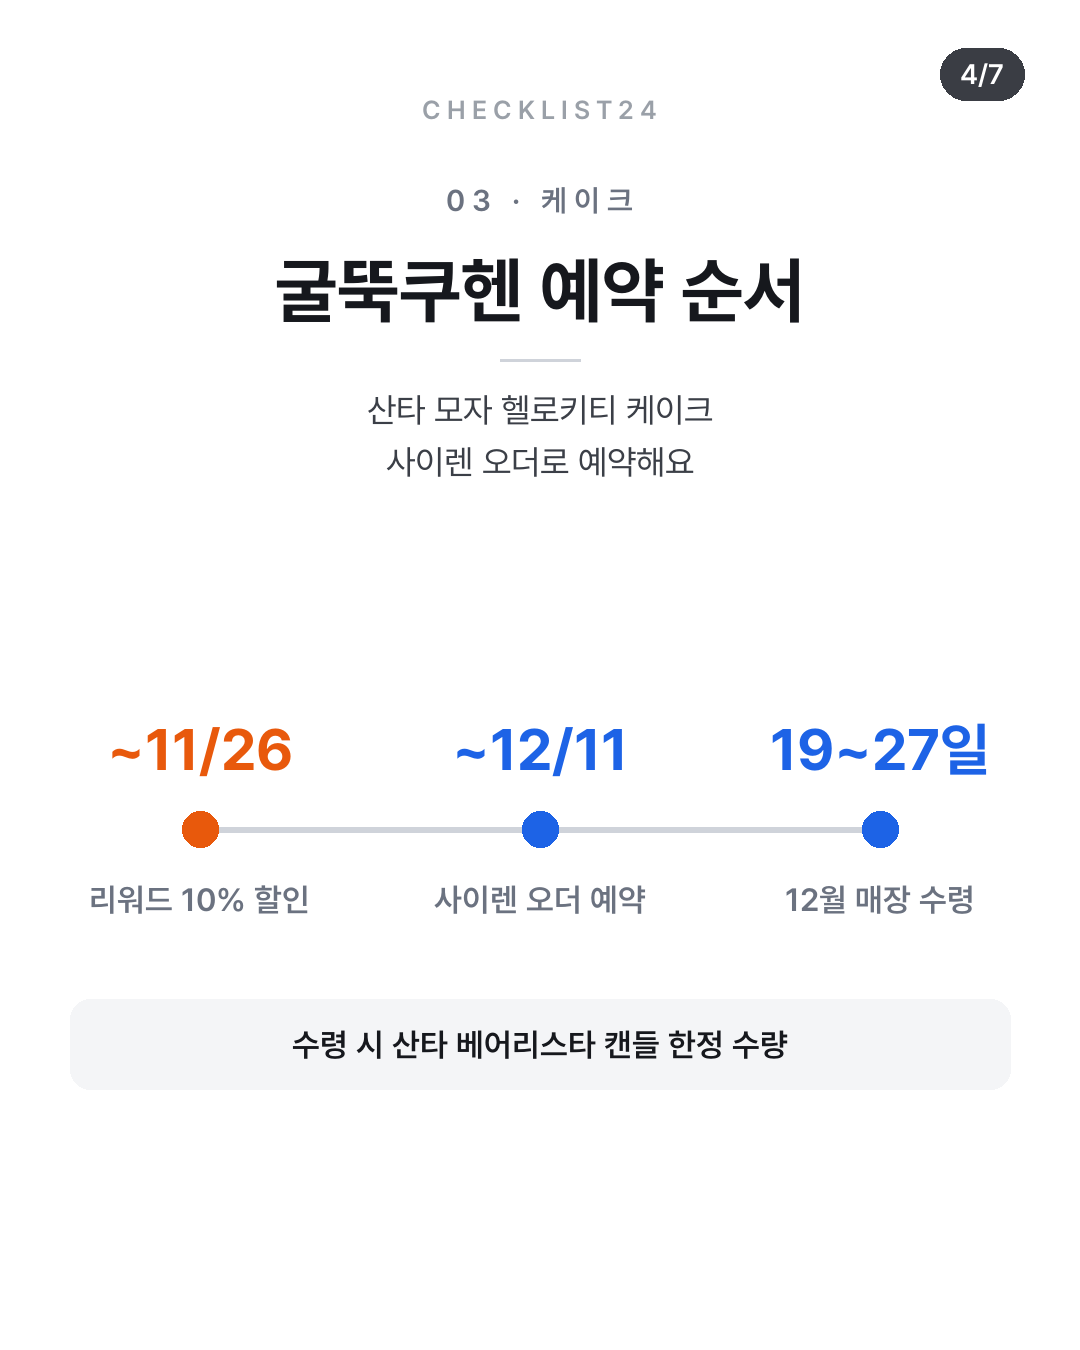 4/7
CHECKLIST24
03 · 케이크
굴뚝쿠헨 예약 순서
산타 모자 헬로키티 케이크
사이렌 오더로 예약해요
~11/26
~12/11
19~27일
리워드 10% 할인
사이렌 오더 예약
12월 매장 수령
수령 시 산타 베어리스타 캔들 한정 수량